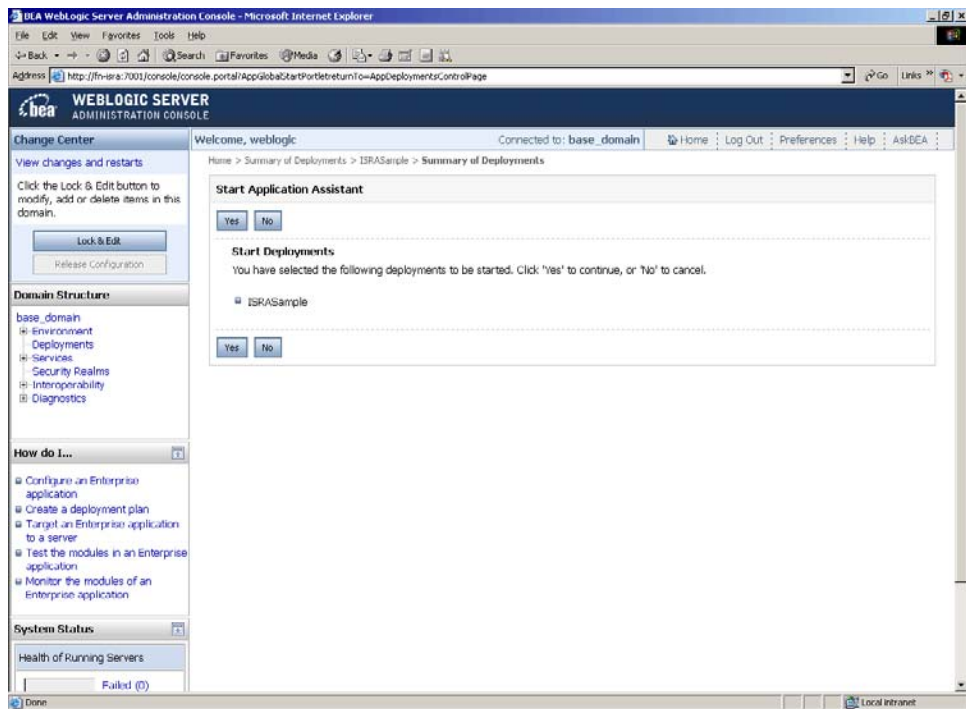 BEA WebLogic Server Administration Console - Microsoft Internet Explorer
File Edit View Favorites Tools Help
Back Search Favorites Media
Address http://fn-isra:7001/console/console.portal?AppGlobalStartPortletreturnTo=AppDeploymentsControlPage Go Links »
bea WEBLOGIC SERVER
ADMINISTRATION CONSOLE
Change Center
View changes and restarts
Click the Lock & Edit button to
modify, add or delete items in this
domain.
Lock & Edit
Release Configuration
Domain Structure
base_domain
Environment
Deployments
Services
Security Realms
Interoperability
Diagnostics
How do I...
Configure an Enterprise
application
Create a deployment plan
Target an Enterprise application
to a server
Test the modules in an Enterprise
application
Monitor the modules of an
Enterprise application
System Status
Health of Running Servers
Failed (0)
Welcome, weblogic Connected to: base_domain Home Log Out Preferences Help AskBEA
Home > Summary of Deployments > ISRASample > Summary of Deployments
Start Application Assistant
Yes No
Start Deployments
You have selected the following deployments to be started. Click 'Yes' to continue, or 'No' to cancel.
ISRASample
Yes No
Done Local intranet